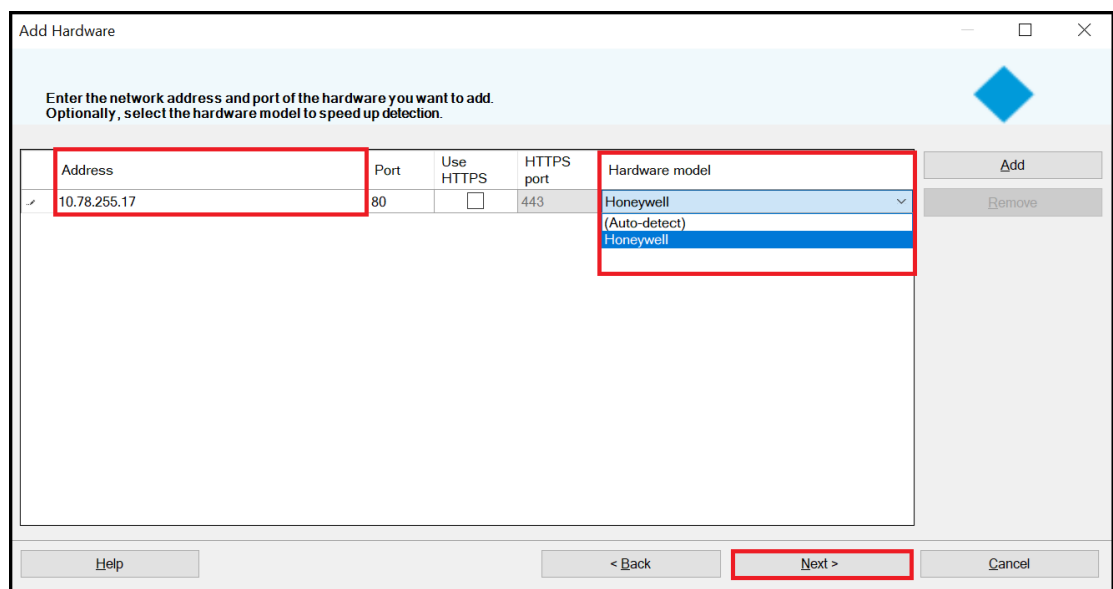 Add Hardware
Enter the network address and port of the hardware you want to add.
Optionally, select the hardware model to speed up detection.
Address Port Use HTTPS HTTPS port Hardware model
10.78.255.17 80 443 Honeywell
(Auto-detect)
Honeywell
Add
Remove
Help < Back Next > Cancel